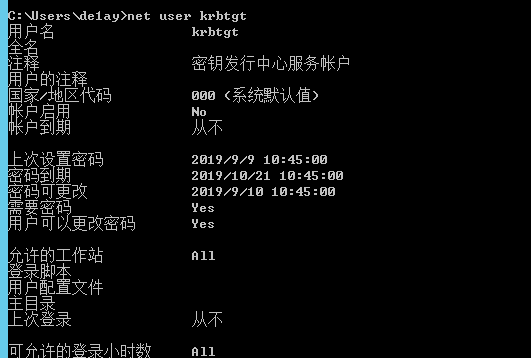 C:\Users\de1ay>net user krbtgt
用户名 krbtgt
全名
注释 密钥发行中心服务帐户
用户的注释
国家/地区代码 000 (系统默认值)
帐户启用 No
帐户到期 从不
上次设置密码 2019/9/9 10:45:00
密码到期 2019/10/21 10:45:00
密码可更改 2019/9/10 10:45:00
需要密码 Yes
用户可以更改密码 Yes
允许的工作站 All
登录脚本
用户配置文件
主目录
上次登录 从不
可允许的登录小时数 All